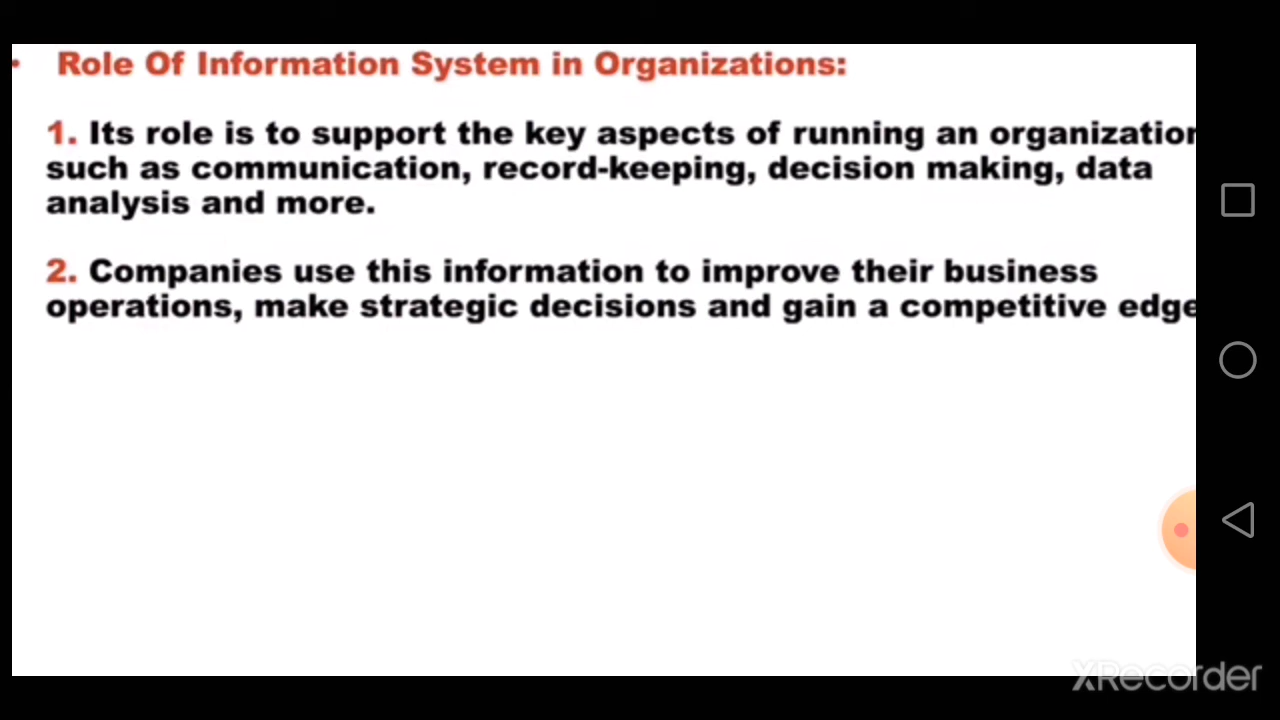 • Role Of Information System in Organizations:
1. Its role is to support the key aspects of running an organization
such as communication, record-keeping, decision making, data
analysis and more.
2. Companies use this information to improve their business
operations, make strategic decisions and gain a competitive edge
XRecorder